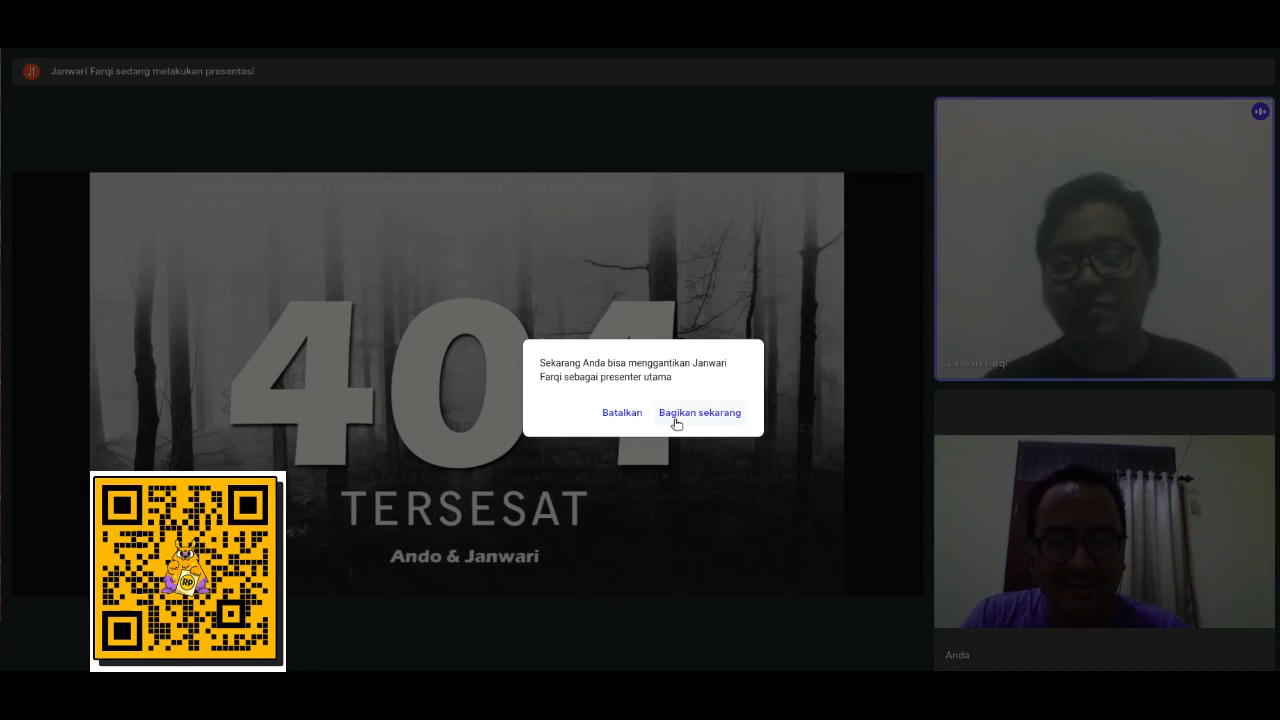 Jf
Janwari Farqi sedang melakukan presentasi
404
TERSESAT
Ando & Janwari
Sekarang Anda bisa menggantikan Janwari
Farqi sebagai presenter utama
Batalkan
Bagikan sekarang
Janwari Farqi
Anda
RP